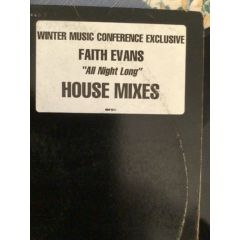 WINTER MUSIC CONFERENCE EXCLUSIVE
FAITH EVANS
"All Night Long"
HOUSE MIXES